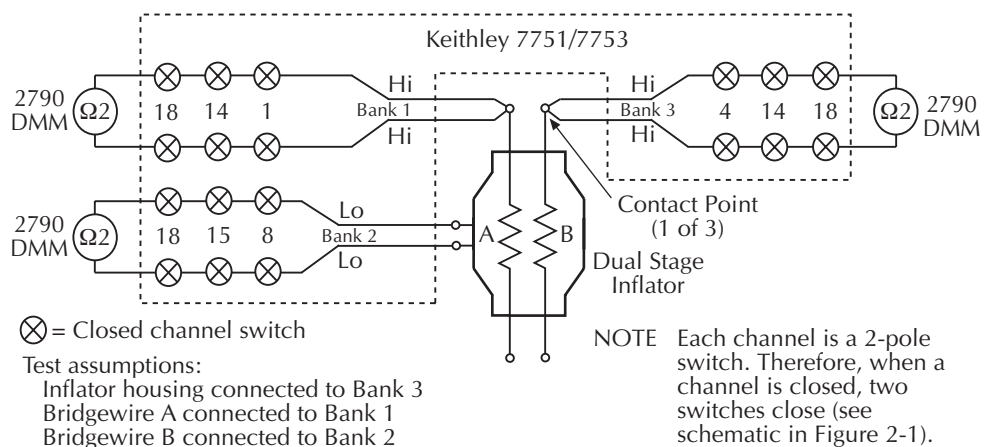 Keithley 7751/7753
2790
DMM
Ω2
18 14 1
Hi
Bank 1
Hi
Hi
Bank 3
Hi
4 14 18
Ω2
2790
DMM
2790
DMM
Ω2
18 15 8
Lo
Bank 2
Lo
A
B
Contact Point
(1 of 3)
Dual Stage
Inflator
= Closed channel switch
Test assumptions:
Inflator housing connected to Bank 3
Bridgewire A connected to Bank 1
Bridgewire B connected to Bank 2
NOTE Each channel is a 2-pole
switch. Therefore, when a
channel is closed, two
switches close (see
schematic in Figure 2-1).